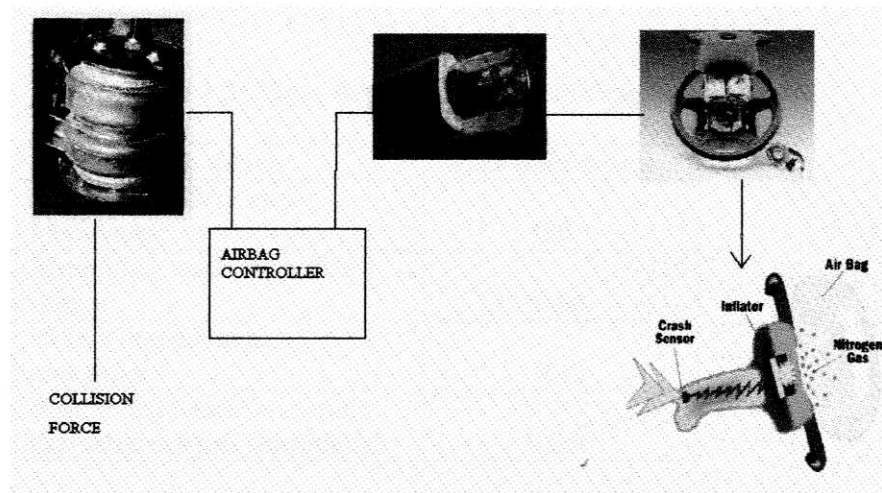 AIRBAG
CONTROLLER
COLLISION
FORCE
Air Bag
Inflator
Crash
Sensor
Nitrogen
Gas